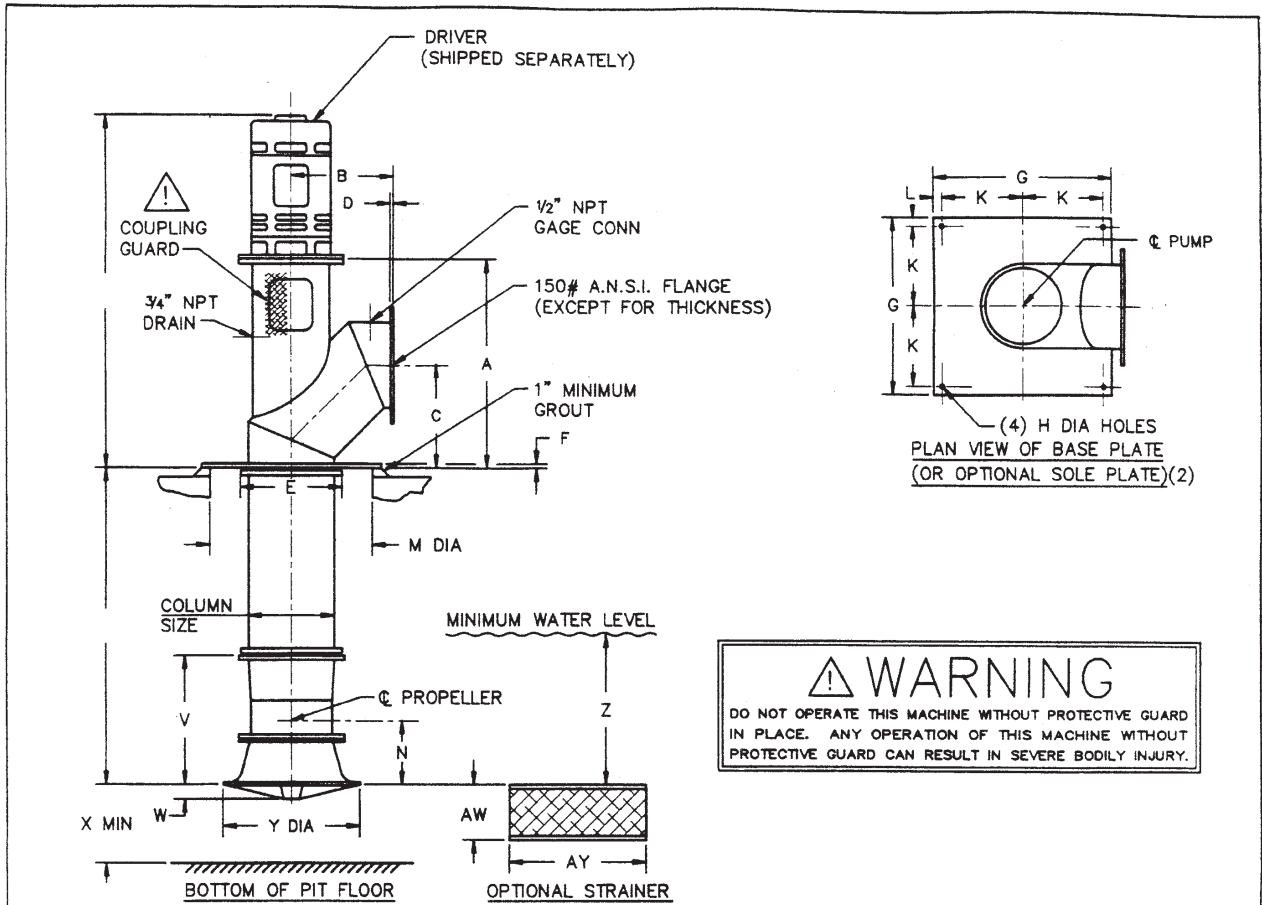 DRIVER
(SHIPPED SEPARATELY)
B
D
COUPLING
GUARD
1/2" NPT
GAGE CONN
3/4" NPT
DRAIN
150# A.N.S.I. FLANGE
(EXCEPT FOR THICKNESS)
A
C
1" MINIMUM
GROUT
F
E
M DIA
COLUMN
SIZE
MINIMUM WATER LEVEL
℄ PROPELLER
V
N
Z
W
X MIN
Y DIA
AW
AY
BOTTOM OF PIT FLOOR
OPTIONAL STRAINER
G
L
K
K
℄ PUMP
K
G
K
(4) H DIA HOLES
PLAN VIEW OF BASE PLATE
(OR OPTIONAL SOLE PLATE)(2)
WARNING
DO NOT OPERATE THIS MACHINE WITHOUT PROTECTIVE GUARD
IN PLACE. ANY OPERATION OF THIS MACHINE WITHOUT
PROTECTIVE GUARD CAN RESULT IN SEVERE BODILY INJURY.